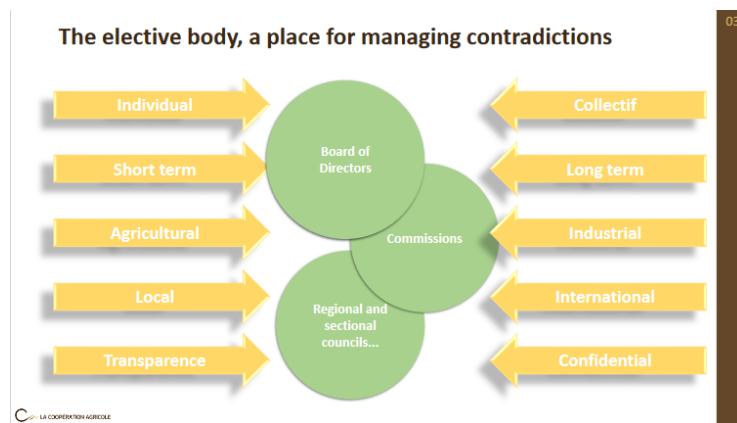 The elective body, a place for managing contradictions
03
Individual
Short term
Agricultural
Local
Transparence
Board of
Directors
Commissions
Regional and
sectional
councils...
Collectif
Long term
Industrial
International
Confidential
LA COOPÉRATION AGRICOLE